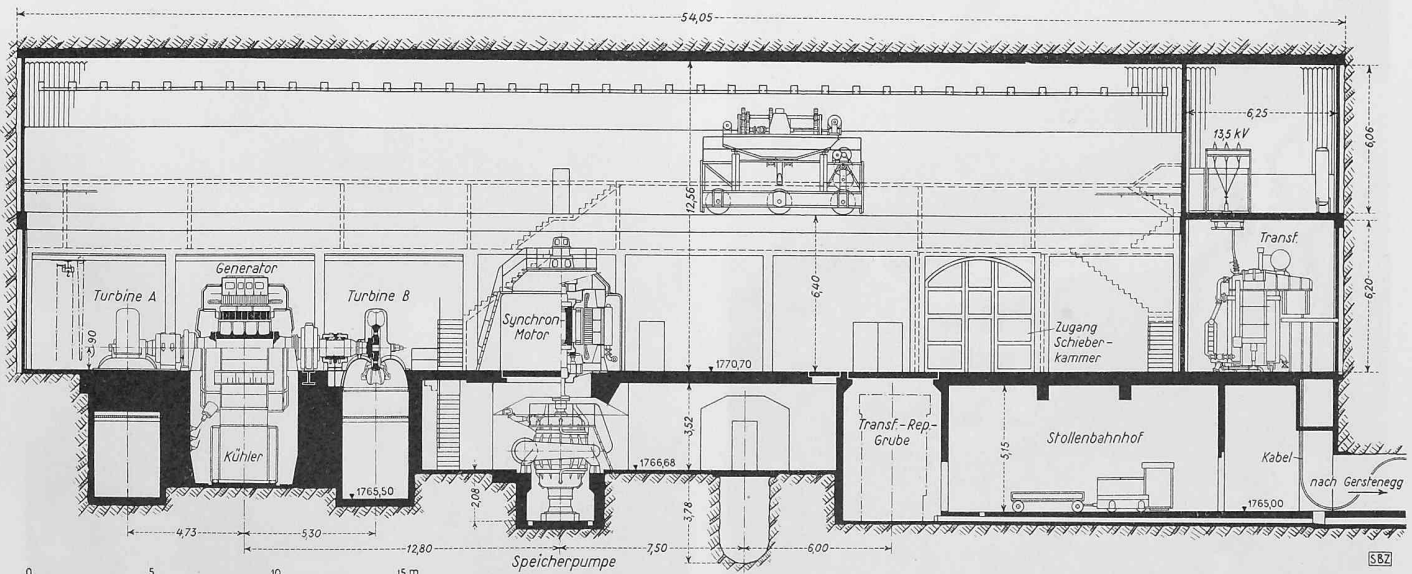 54,05
6,25
13,5 kV
6,06
12,56
Transf.
Generator
Turbine A
Turbine B
Synchron-
Motor
6,40
6,20
1,90
Zugang
Schieber-
kammer
1770,70
3,52
Transf.-Rep.-
Grube
Stollenbahnhof
5,15
Kühler
Kabel
nach Gerstenegg
1766,68
1765,50
2,08
3,78
1765,00
4,73
5,30
12,80
7,50
6,00
Speicherpumpe
SBZ
0 5 10 15 m